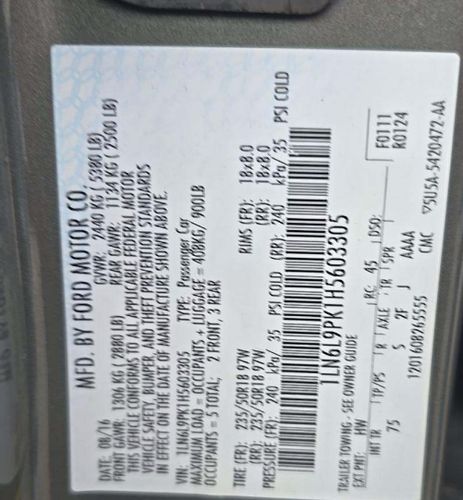 MFD. BY FORD MOTOR CO.
DATE: 08/16 GVWR: 2440 KG ( 5380 LB)
FRONT GAWR: 1306 KG ( 2880 LB) REAR GAWR: 1134 KG ( 2500 LB)
THIS VEHICLE CONFORMS TO ALL APPLICABLE FEDERAL MOTOR
VEHICLE SAFETY, BUMPER, AND THEFT PREVENTION STANDARDS
IN EFFECT ON THE DATE OF MANUFACTURE SHOWN ABOVE.
VIN: 1LN6L9PK1H5603305 TYPE: Passenger Car
MAXIMUM LOAD = OCCUPANTS + LUGGAGE = 408KG/ 900LB
OCCUPANTS = 5 TOTAL; 2 FRONT, 3 REAR
TIRE (FR): 235/50R18 97W RIMS (FR): 18x8.0
(RR): 235/50R18 97W (RR): 18x8.0
PRESSURE (FR): 240 kPa/ 35 PSI COLD (RR): 240 kPa/ 35 PSI COLD
1LN6L9PK1H5603305
TRAILER TOWING - SEE OWNER GUIDE
EXT PNT: HW RC: 45 DSO: F0111
R0124
INT TR TP/PS R AXLE TR SPR
75 S 2F J AAAA
1201608265555 CMC ▽5U5A-5420472-AA